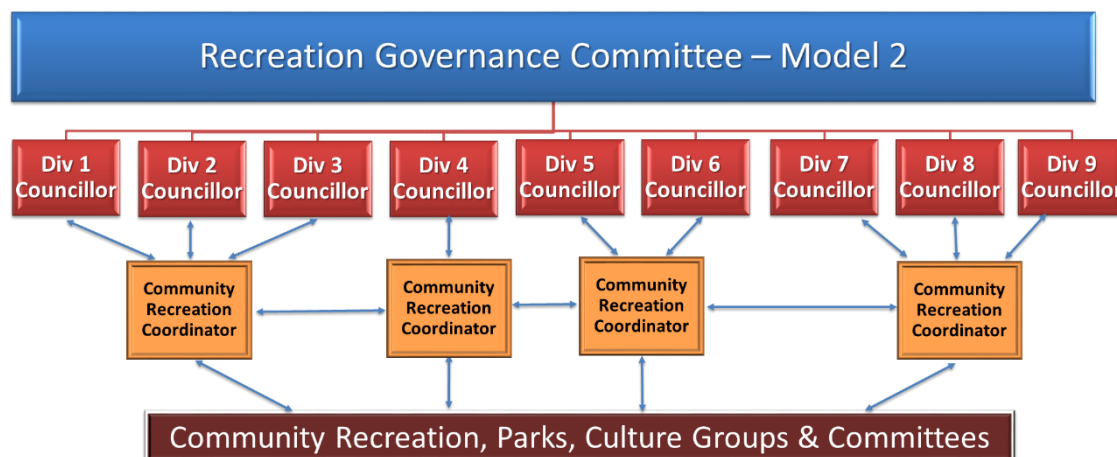 Recreation Governance Committee – Model 2
Div 1
Councillor
Div 2
Councillor
Div 3
Councillor
Div 4
Councillor
Div 5
Councillor
Div 6
Councillor
Div 7
Councillor
Div 8
Councillor
Div 9
Councillor
Community
Recreation
Coordinator
Community
Recreation
Coordinator
Community
Recreation
Coordinator
Community
Recreation
Coordinator
Community Recreation, Parks, Culture Groups & Committees